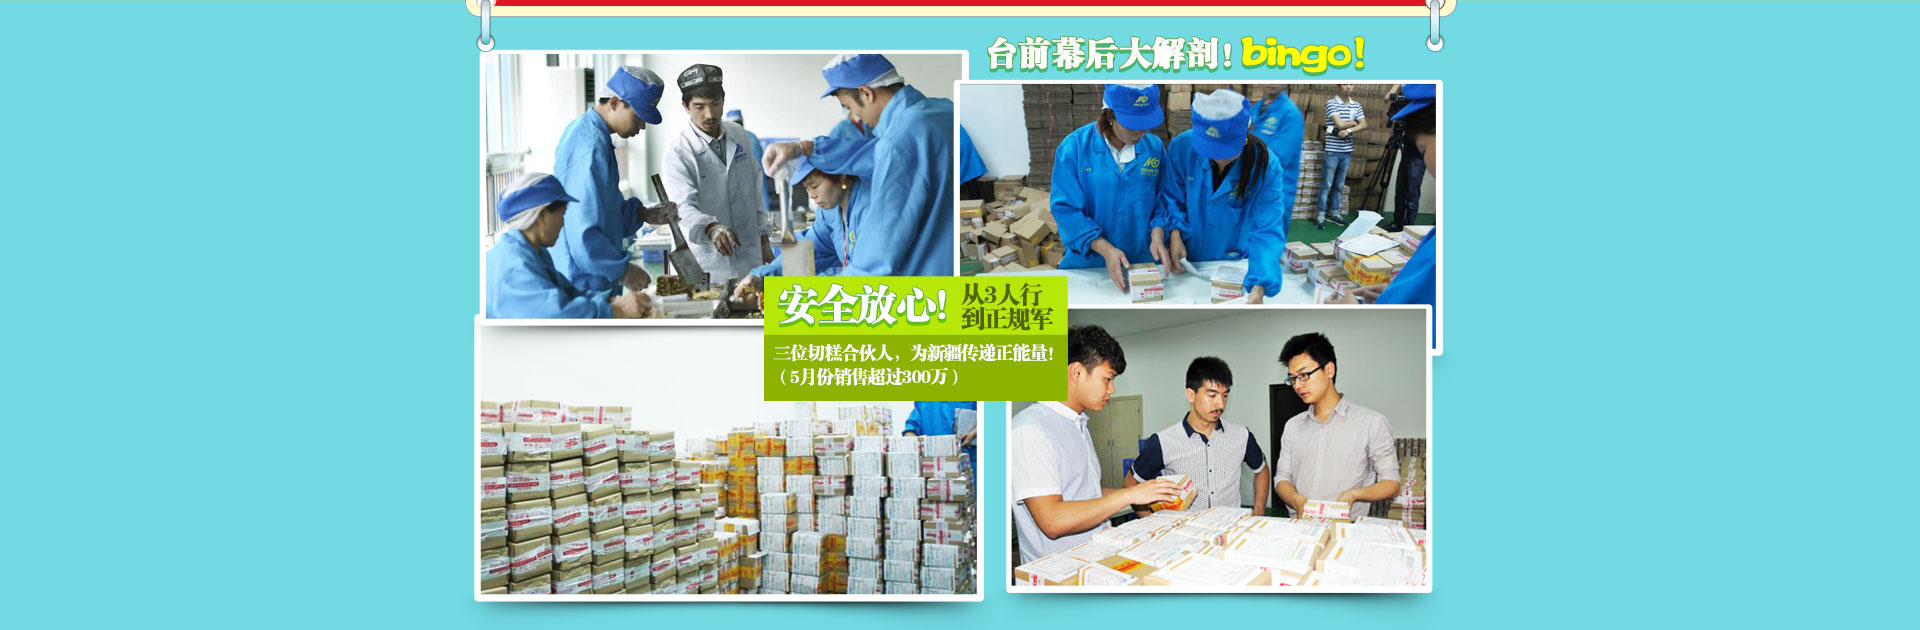 台前幕后大解剖！bingo！
安全放心！
从3人行
到正规军
三位切糕合伙人，为新疆传递正能量！
（5月份销售超过300万）